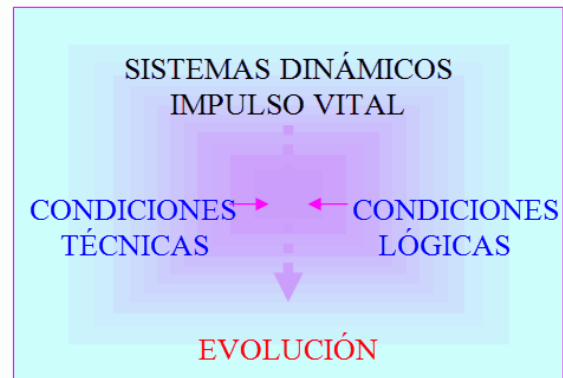 SISTEMAS DINÁMICOS
IMPULSO VITAL
CONDICIONES
TÉCNICAS
CONDICIONES
LÓGICAS
EVOLUCIÓN